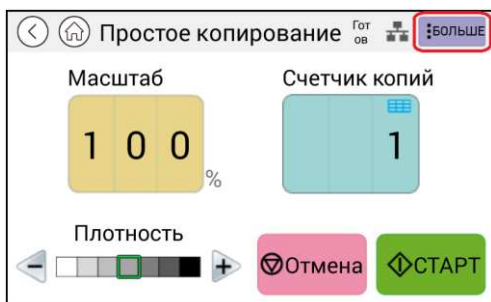 Простое копирование
Гот
ов
БОЛЬШЕ
Масштаб
Счетчик копий
1 0 0
%
1
Плотность
Отмена
СТАРТ